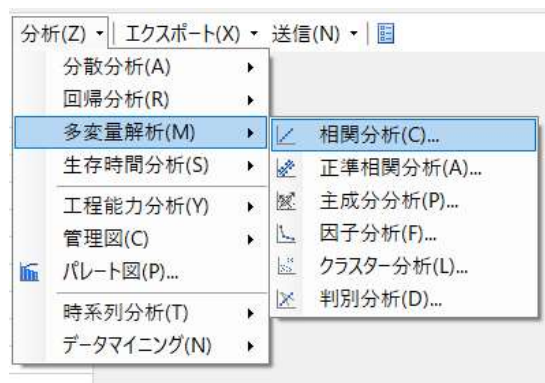 分析(Z) エクスポート(X) 送信(N)
分散分析(A)
回帰分析(R)
多変量解析(M)
生存時間分析(S)
工程能力分析(Y)
管理図(C)
パレート図(P)...
時系列分析(T)
データマイニング(N)
相関分析(C)...
正準相関分析(A)...
主成分分析(P)...
因子分析(F)...
クラスター分析(L)...
判別分析(D)...